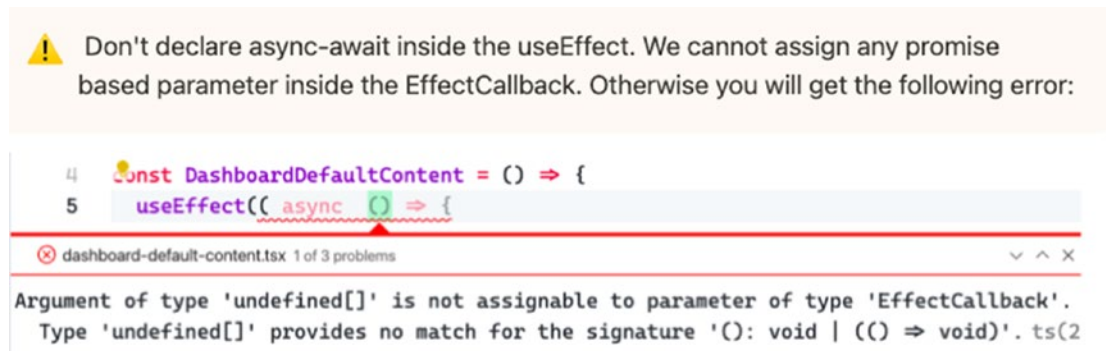 Don't declare async-await inside the useEffect. We cannot assign any promise
based parameter inside the EffectCallback. Otherwise you will get the following error:
4 const DashboardDefaultContent = () ⇒ {
5 useEffect(( async () ⇒ {
dashboard-default-content.tsx 1 of 3 problems
Argument of type 'undefined[]' is not assignable to parameter of type 'EffectCallback'.
Type 'undefined[]' provides no match for the signature '(): void | (() ⇒ void)'. ts(2